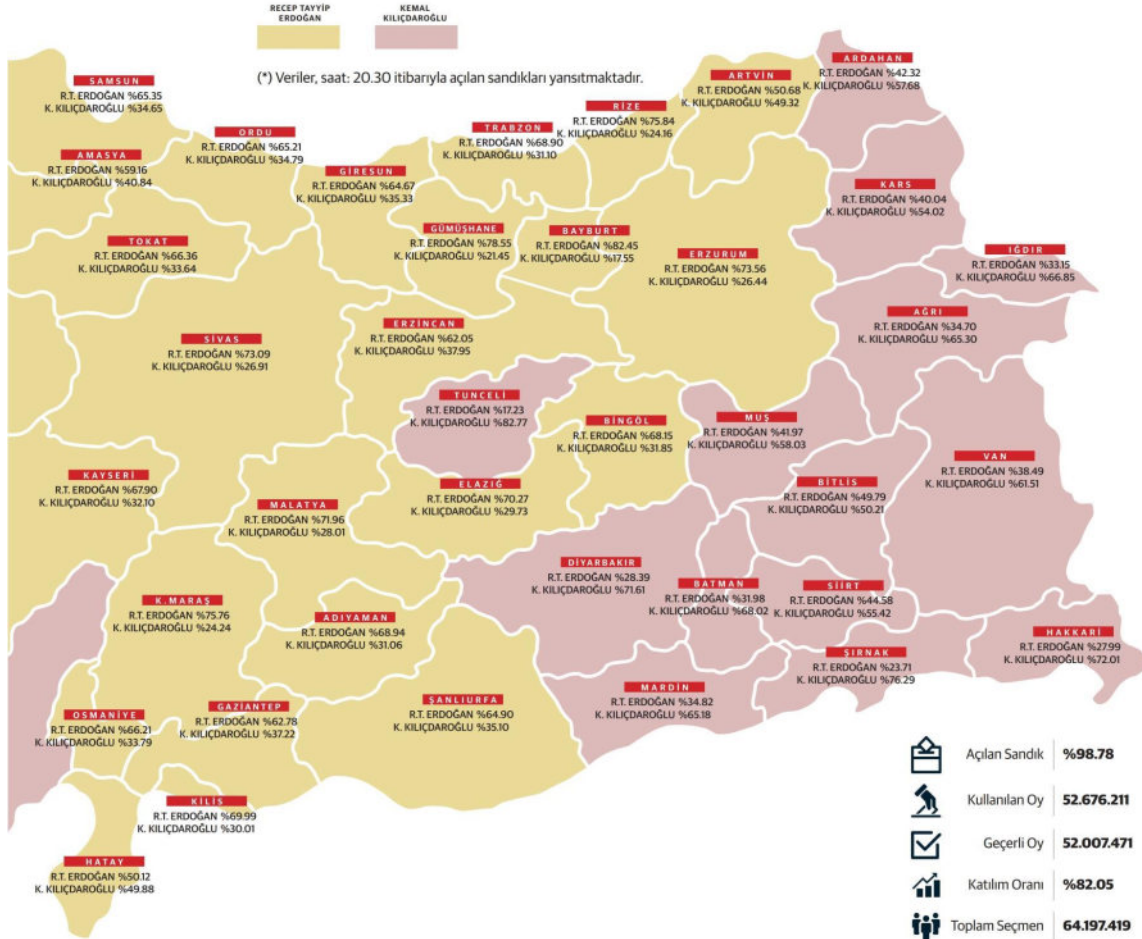 RECEP TAYYİP
ERDOĞAN
KEMAL
KILIÇDAROĞLU
(*) Veriler, saat: 20.30 itibarıyla açılan sandıkları yansıtmaktadır.
SAMSUN
R.T. ERDOĞAN %65.35
K. KILIÇDAROĞLU %34.65
ORDU
R.T. ERDOĞAN %65.21
K. KILIÇDAROĞLU %34.79
AMASYA
R.T. ERDOĞAN %59.16
K. KILIÇDAROĞLU %40.84
GİRESUN
R.T. ERDOĞAN %64.67
K. KILIÇDAROĞLU %35.33
TRABZON
R.T. ERDOĞAN %68.90
K. KILIÇDAROĞLU %31.10
RİZE
R.T. ERDOĞAN %75.84
K. KILIÇDAROĞLU %24.16
ARTVİN
R.T. ERDOĞAN %50.68
K. KILIÇDAROĞLU %49.32
ARDAHAN
R.T. ERDOĞAN %42.32
K. KILIÇDAROĞLU %57.68
KARS
R.T. ERDOĞAN %40.04
K. KILIÇDAROĞLU %54.02
TOKAT
R.T. ERDOĞAN %66.36
K. KILIÇDAROĞLU %33.64
GÜMÜŞHANE
R.T. ERDOĞAN %78.55
K. KILIÇDAROĞLU %21.45
BAYBURT
R.T. ERDOĞAN %82.45
K. KILIÇDAROĞLU %17.55
ERZURUM
R.T. ERDOĞAN %73.56
K. KILIÇDAROĞLU %26.44
IĞDIR
R.T. ERDOĞAN %33.15
K. KILIÇDAROĞLU %66.85
AĞRI
R.T. ERDOĞAN %34.70
K. KILIÇDAROĞLU %65.30
SİVAS
R.T. ERDOĞAN %73.09
K. KILIÇDAROĞLU %26.91
ERZİNCAN
R.T. ERDOĞAN %62.05
K. KILIÇDAROĞLU %37.95
TUNCELİ
R.T. ERDOĞAN %17.23
K. KILIÇDAROĞLU %82.77
BİNGÖL
R.T. ERDOĞAN %68.15
K. KILIÇDAROĞLU %31.85
MUŞ
R.T. ERDOĞAN %41.97
K. KILIÇDAROĞLU %58.03
VAN
R.T. ERDOĞAN %38.49
K. KILIÇDAROĞLU %61.51
KAYSERİ
R.T. ERDOĞAN %67.90
K. KILIÇDAROĞLU %32.10
MALATYA
R.T. ERDOĞAN %71.96
K. KILIÇDAROĞLU %28.01
ELAZIĞ
R.T. ERDOĞAN %70.27
K. KILIÇDAROĞLU %29.73
BİTLİS
R.T. ERDOĞAN %49.79
K. KILIÇDAROĞLU %50.21
DİYARBAKIR
R.T. ERDOĞAN %28.39
K. KILIÇDAROĞLU %71.61
BATMAN
R.T. ERDOĞAN %31.98
K. KILIÇDAROĞLU %68.02
SİİRT
R.T. ERDOĞAN %44.58
K. KILIÇDAROĞLU %55.42
K.MARAŞ
R.T. ERDOĞAN %75.76
K. KILIÇDAROĞLU %24.24
ADIYAMAN
R.T. ERDOĞAN %68.94
K. KILIÇDAROĞLU %31.06
HAKKARİ
R.T. ERDOĞAN %27.99
K. KILIÇDAROĞLU %72.01
ŞIRNAK
R.T. ERDOĞAN %23.71
K. KILIÇDAROĞLU %76.29
MARDİN
R.T. ERDOĞAN %34.82
K. KILIÇDAROĞLU %65.18
ŞANLIURFA
R.T. ERDOĞAN %64.90
K. KILIÇDAROĞLU %35.10
GAZİANTEP
R.T. ERDOĞAN %62.78
K. KILIÇDAROĞLU %37.22
OSMANİYE
R.T. ERDOĞAN %66.21
K. KILIÇDAROĞLU %33.79
KİLİS
R.T. ERDOĞAN %69.99
K. KILIÇDAROĞLU %30.01
HATAY
R.T. ERDOĞAN %50.12
K. KILIÇDAROĞLU %49.88
Açılan Sandık %98.78
Kullanılan Oy 52.676.211
Geçerli Oy 52.007.471
Katılım Oranı %82.05
Toplam Seçmen 64.197.419